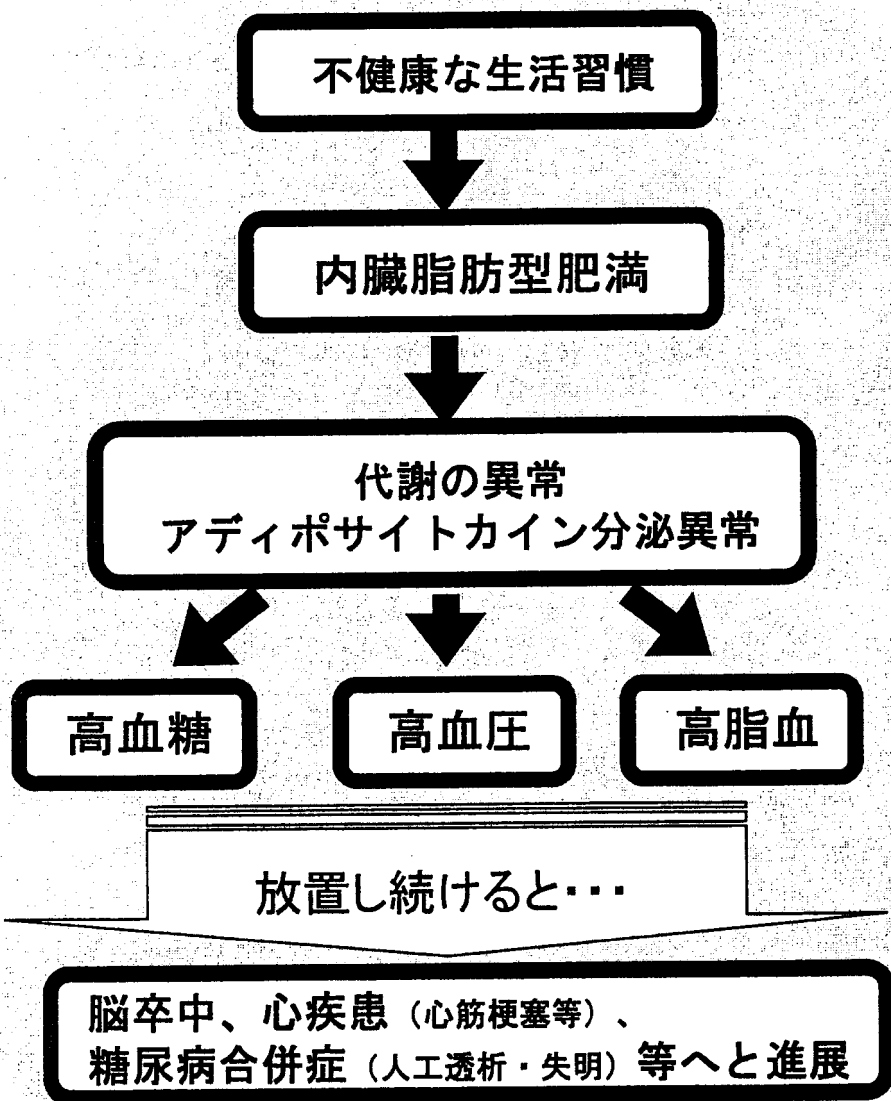 不健康な生活習慣
内臓脂肪型肥満
代謝の異常
アディポサイトカイン分泌異常
高血糖
高血圧
高脂血
放置し続けると・・・
脳卒中、心疾患（心筋梗塞等）、
糖尿病合併症（人工透析・失明）等へと進展